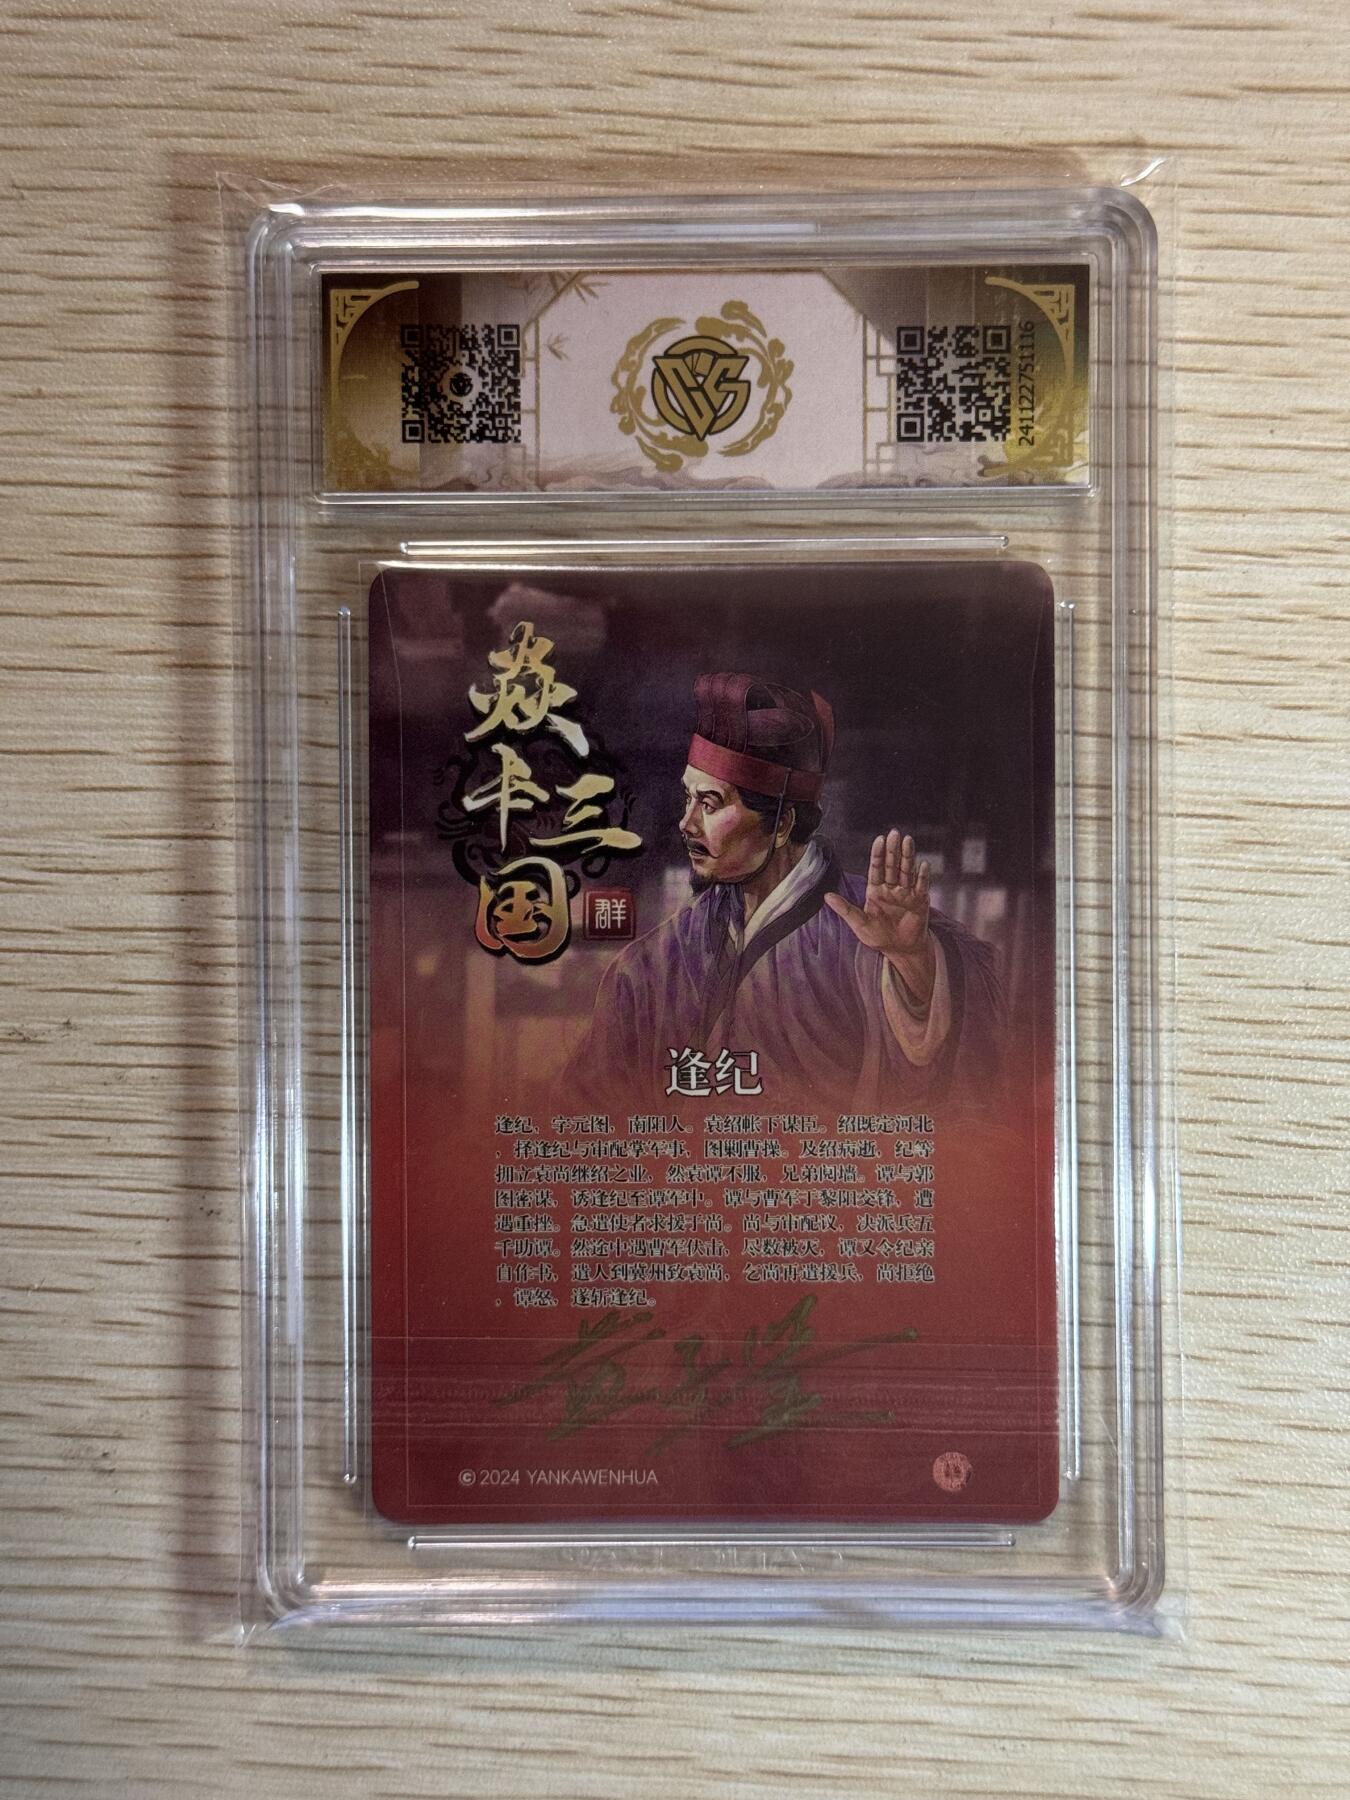 241122751116
焱卡三国
群
逢纪
逢纪，字元图，南阳人。袁绍帐下谋臣。绍既定河北
，择逢纪与审配掌军事，图剿曹操。及绍病逝，纪等
拥立袁尚继绍之业，然袁谭不服，兄弟阋墙。谭与郭
图密谋，诱逢纪至谭军中。谭与曹军于黎阳交锋，遭
遇重挫。急遣使者求援于尚。尚与审配议，决派兵五
千助谭。然途中遇曹军伏击，尽数被灭，谭又令纪亲
自作书，遣人到冀州致袁尚，乞尚再遣援兵，尚拒绝
，谭怒，遂斩逢纪。
© 2024 YANKAWENHUA